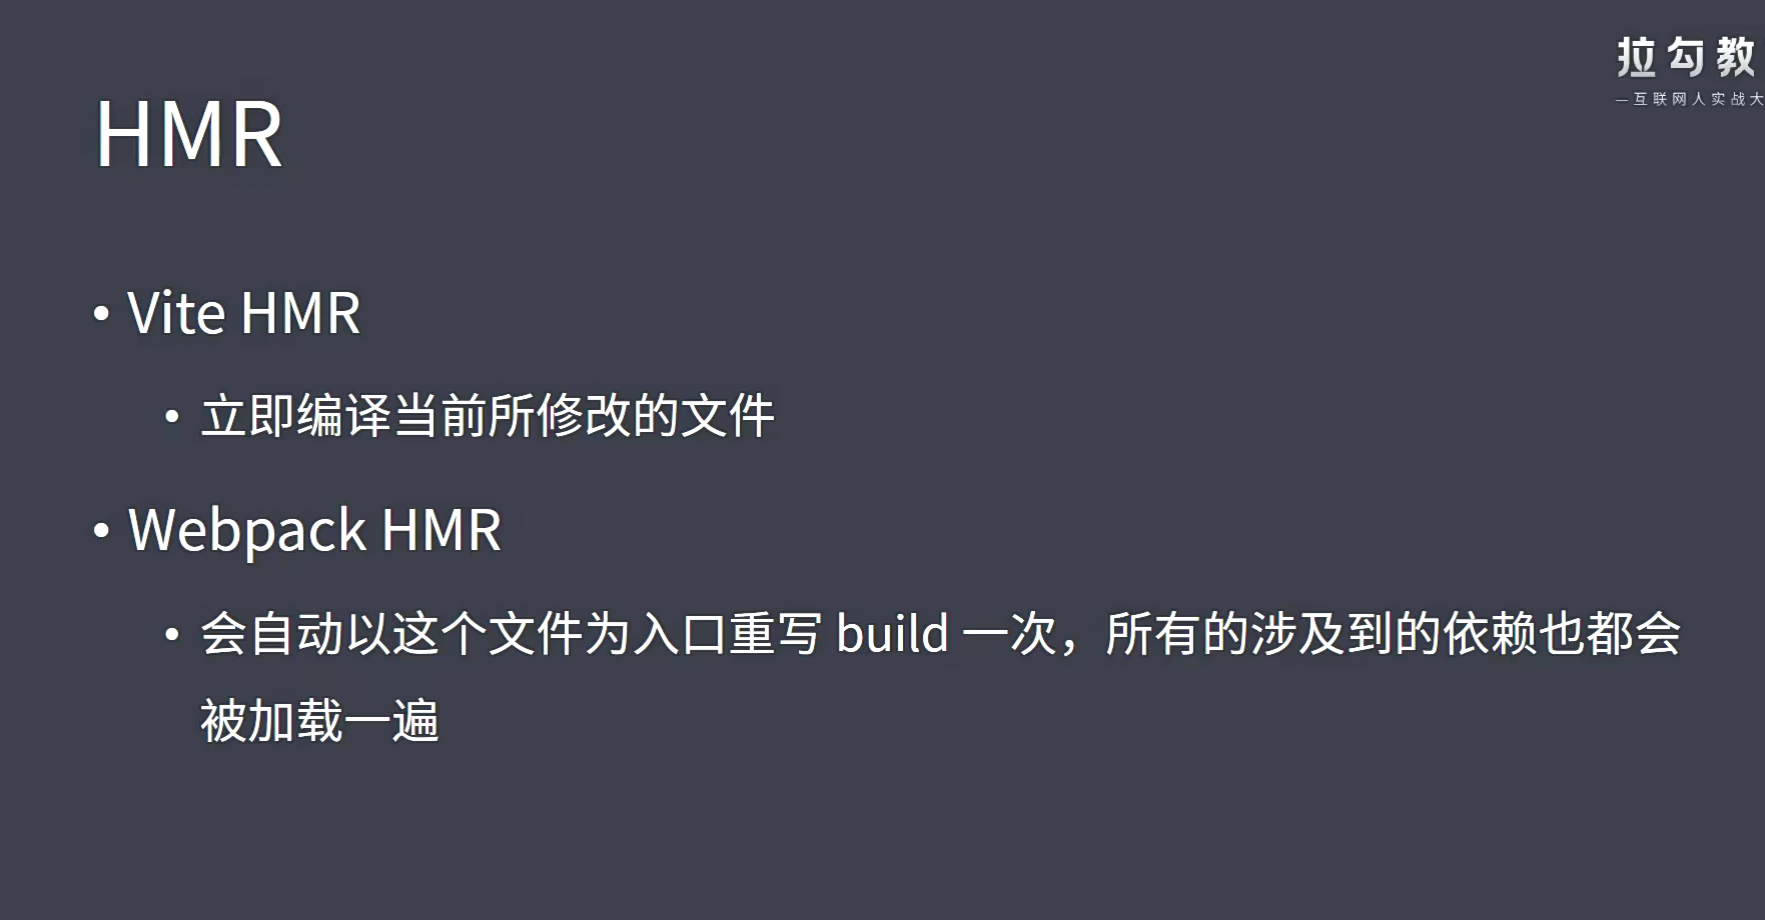 拉勾教
—互联网人实战大
HMR
• Vite HMR
• 立即编译当前所修改的文件
• Webpack HMR
• 会自动以这个文件为入口重写 build 一次，所有的涉及到的依赖也都会
被加载一遍